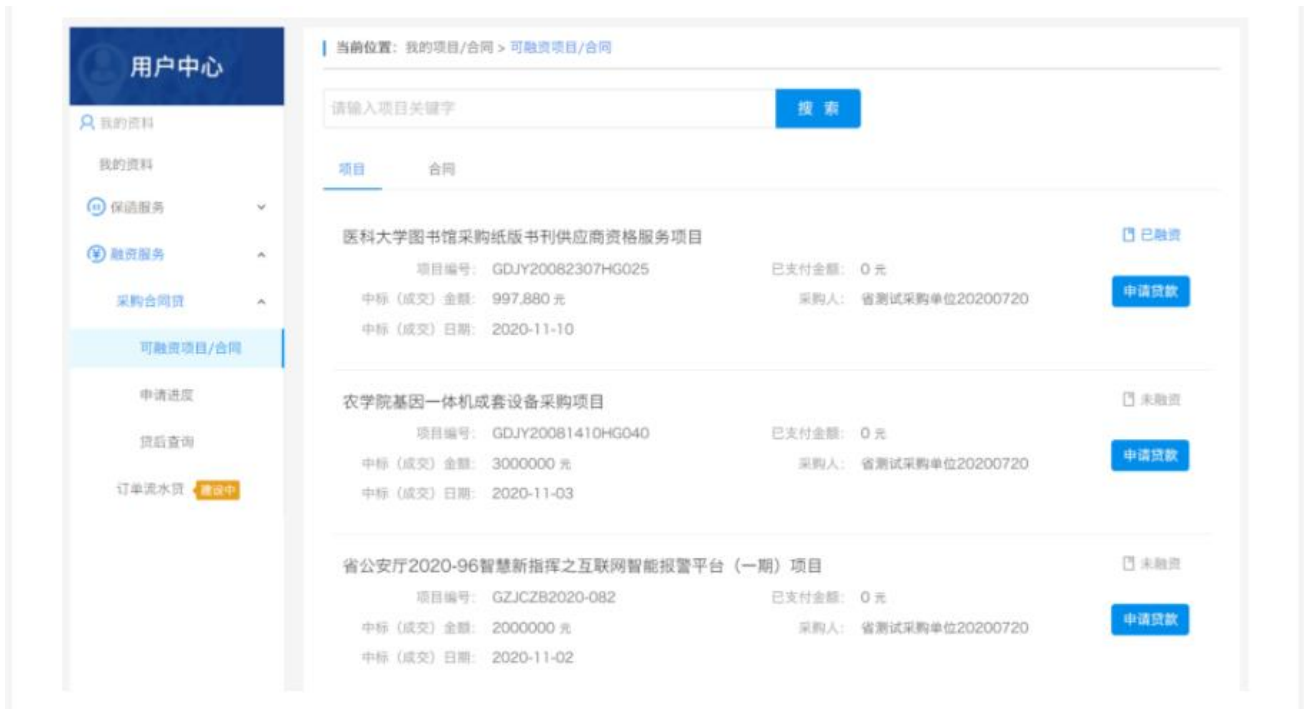 用户中心
我的资料
我的资料
保函服务
融资服务
采购合同贷
可融资项目/合同
申请进度
贷后查询
订单流水贷 建设中
当前位置：我的项目/合同 > 可融资项目/合同
请输入项目关键字 搜 索
项目 合同
医科大学图书馆采购纸版书刊供应商资格服务项目 已融资
项目编号： GDJY20082307HG025 已支付金额： 0 元
中标（成交）金额： 997,880 元 采购人： 省测试采购单位20200720 申请贷款
中标（成交）日期： 2020-11-10
农学院基因一体机成套设备采购项目 未融资
项目编号： GDJY20081410HG040 已支付金额： 0 元
中标（成交）金额： 3000000 元 采购人： 省测试采购单位20200720 申请贷款
中标（成交）日期： 2020-11-03
省公安厅2020-96智慧新指挥之互联网智能报警平台（一期）项目 未融资
项目编号： GZJCZB2020-082 已支付金额： 0 元
中标（成交）金额： 2000000 元 采购人： 省测试采购单位20200720 申请贷款
中标（成交）日期： 2020-11-02